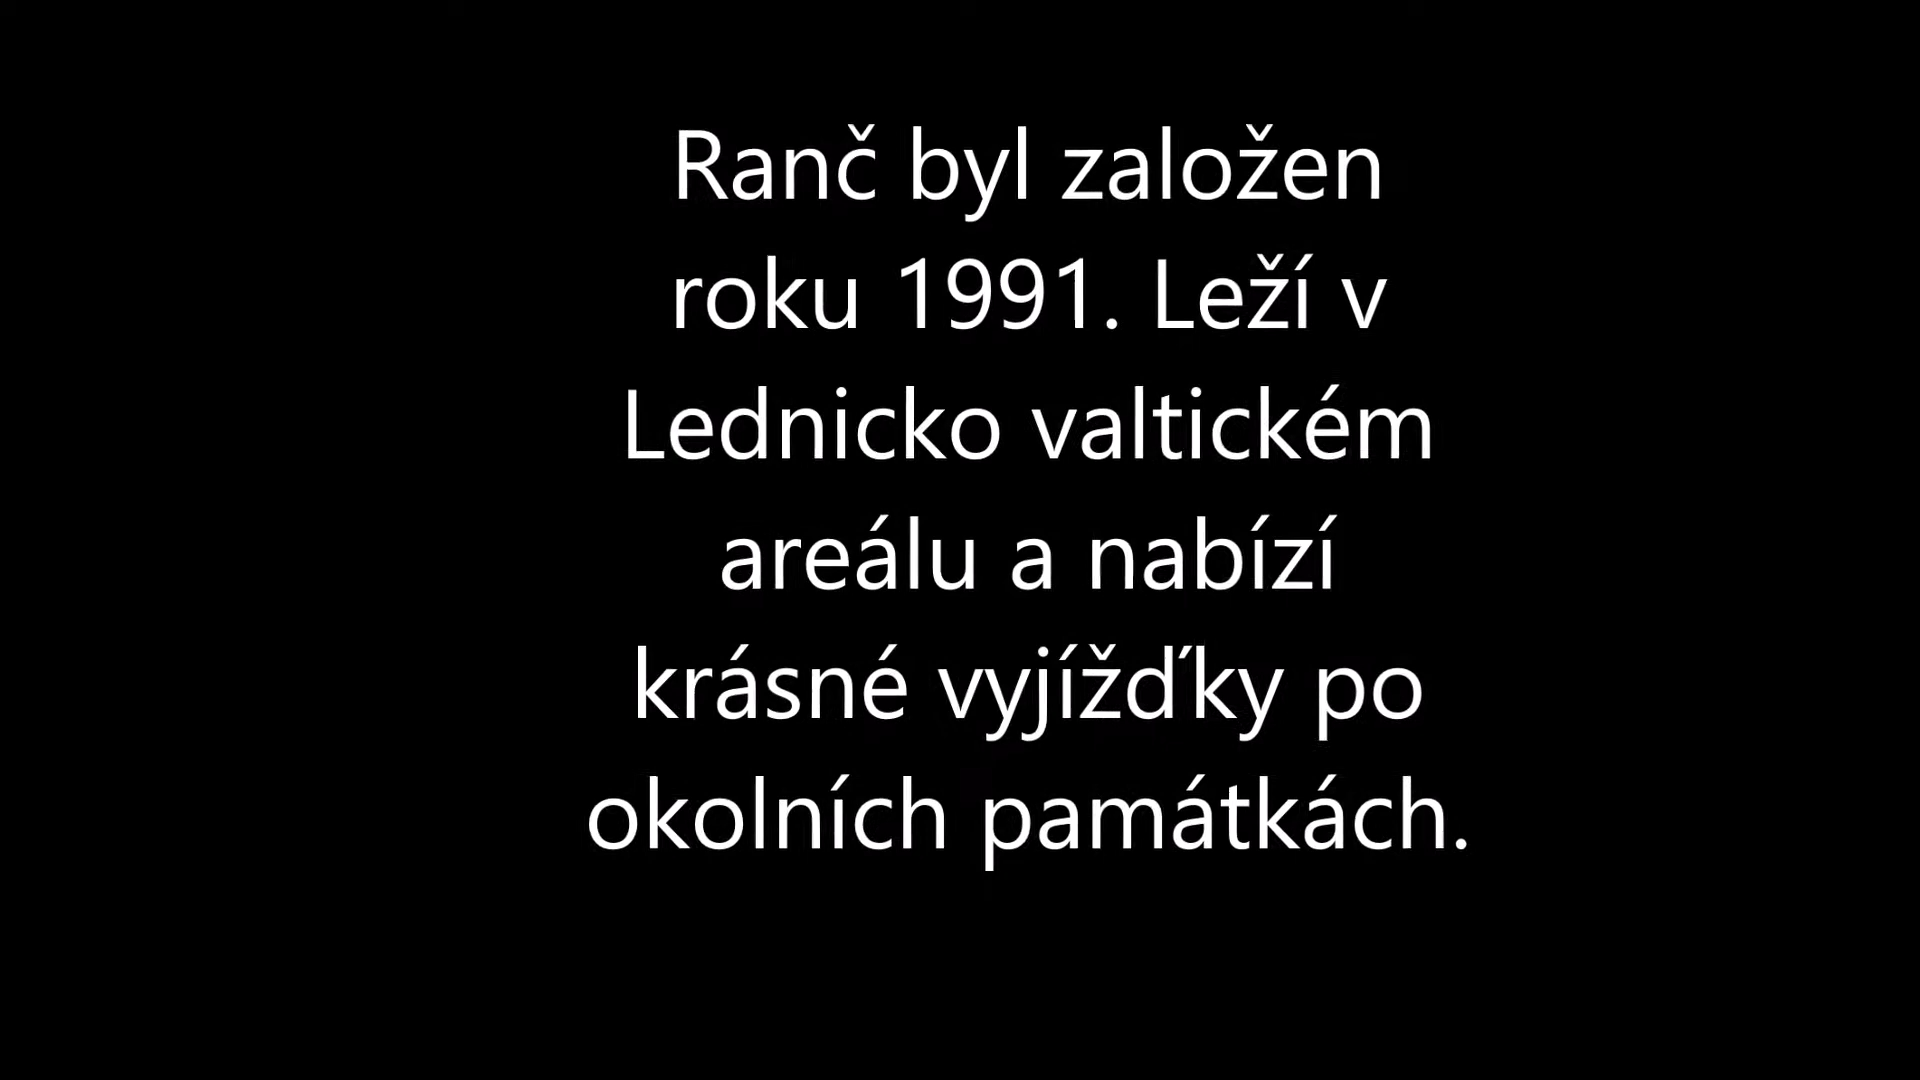 Ranč byl založen
roku 1991. Leží v
Lednicko valtickém
areálu a nabízí
krásné vyjížďky po
okolních památkách.